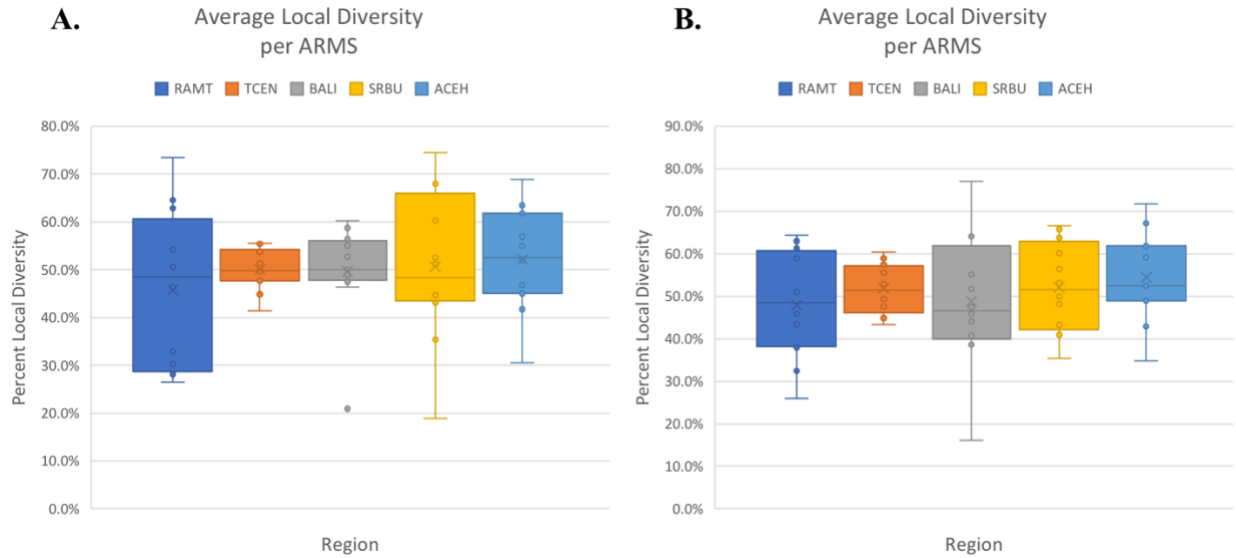 A.
Average Local Diversity
per ARMS
RAMT TCEN BALI SRBU ACEH
80.0%
70.0%
60.0%
50.0%
40.0%
30.0%
20.0%
10.0%
0.0%
Percent Local Diversity
Region
B.
Average Local Diversity
per ARMS
RAMT TCEN BALI SRBU ACEH
90.0%
80.0%
70.0%
60.0%
50.0%
40.0%
30.0%
20.0%
10.0%
0.0%
Percent Local Diversity
Region